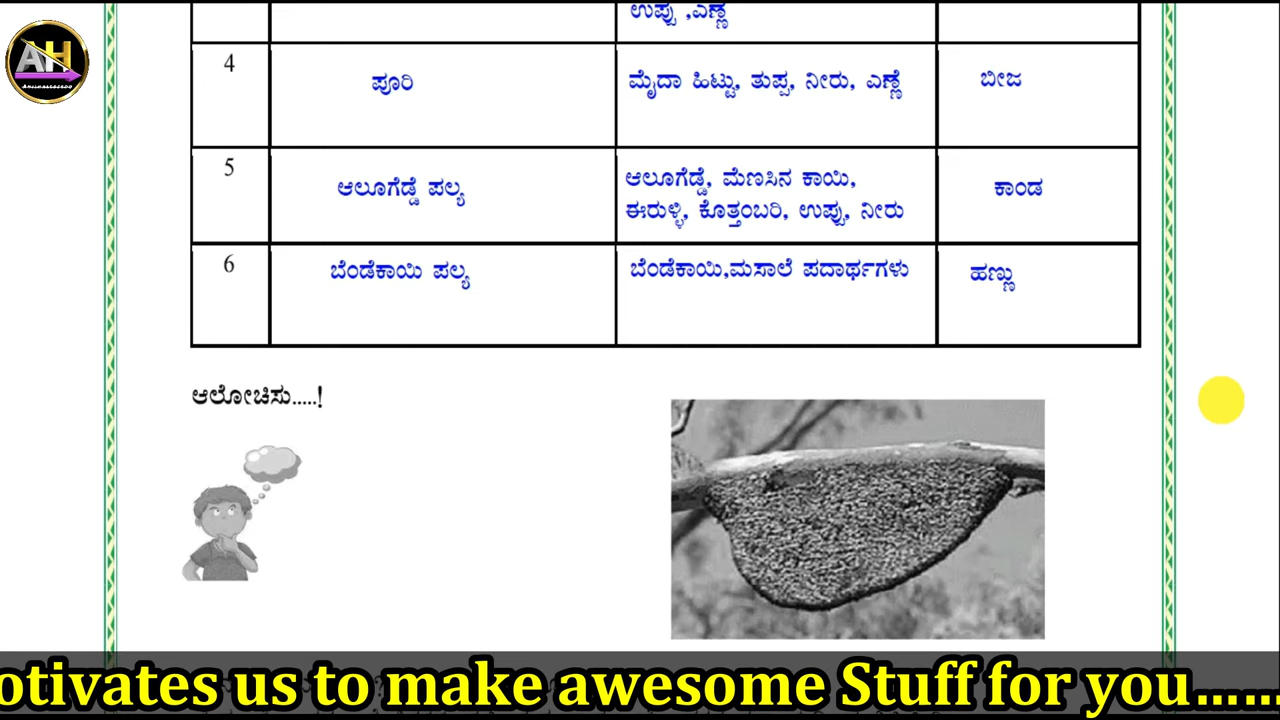 ಉಪ್ಪು ,ಎಣ್ಣೆ
AH
4
ಪೂರಿ
ಮೈದಾ ಹಿಟ್ಟು, ತುಪ್ಪ, ನೀರು, ಎಣ್ಣೆ
ಬೀಜ
5
ಆಲೂಗೆಡ್ಡೆ ಪಲ್ಯ
ಆಲೂಗೆಡ್ಡೆ, ಮೆಣಸಿನ ಕಾಯಿ,
ಈರುಳ್ಳಿ, ಕೊತ್ತಂಬರಿ, ಉಪ್ಪು, ನೀರು
ಕಾಂಡ
6
ಬೆಂಡೆಕಾಯಿ ಪಲ್ಯ
ಬೆಂಡೆಕಾಯಿ,ಮಸಾಲೆ ಪದಾರ್ಥಗಳು
ಹಣ್ಣು
ಆಲೋಚಿಸು.....!
otivates us to make awesome Stuff for you......